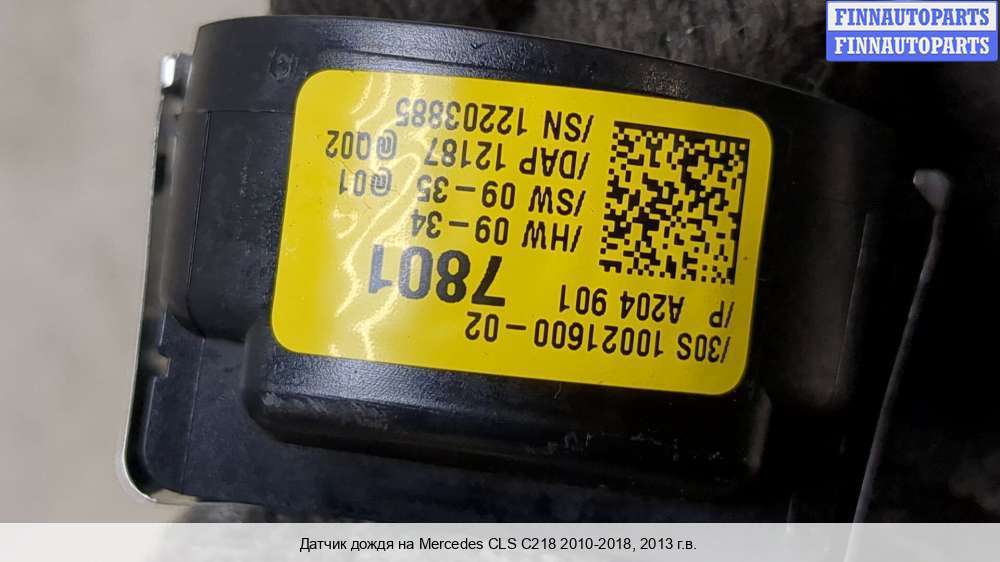 FINNAUTOPARTS
FINNAUTOPARTS
/30S 10021600-02
/P A204 901 7801
/HW 09-34
/SW 09-35 @01
/DAP 12187 @Q02
/SN 12203885
Датчик дождя на Mercedes CLS C218 2010-2018, 2013 г.в.